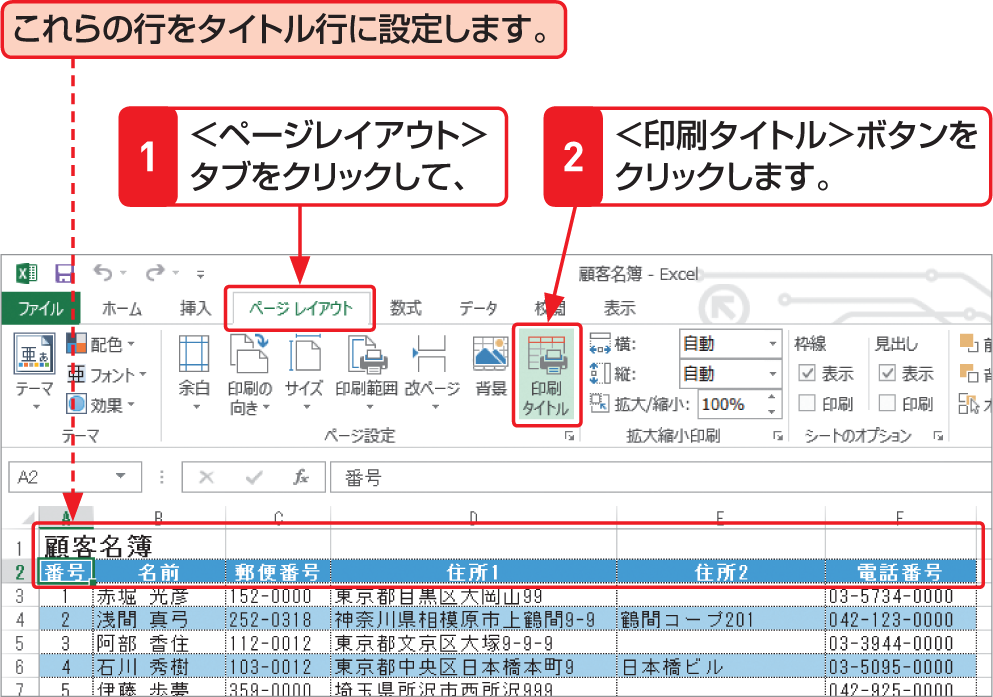 これらの行をタイトル行に設定します。
1
＜ページレイアウト＞
タブをクリックして、
2
＜印刷タイトル＞ボタンを
クリックします。
顧客名簿 - Excel
ファイル ホーム 挿入 ページ レイアウト 数式 データ 校閲 表示
テーマ
配色
亜 フォント
効果
テーマ
余白
印刷の
向き
サイズ
印刷範囲
改ページ
背景
印刷
タイトル
ページ設定
横: 自動
縦: 自動
拡大/縮小: 100%
拡大縮小印刷
枠線 見出し
表示 表示
印刷 印刷
シートのオプション
A2 fx 番号
A B C D E F
1 顧客名簿
2 番号 名前 郵便番号 住所1 住所2 電話番号
3 1 赤堀 光彦 152-0000 東京都目黒区大岡山99 03-5734-0000
4 2 浅間 真弓 252-0318 神奈川県相模原市上鶴間9-9 鶴間コープ201 042-123-0000
5 3 阿部 香住 112-0012 東京都文京区大塚9-9-9 03-3944-0000
6 4 石川 秀樹 103-0012 東京都中央区日本橋本町9 日本橋ビル 03-5095-0000
7 5 伊藤 歩夢 359-0000 埼玉県所沢市西所沢999 042-925-0000